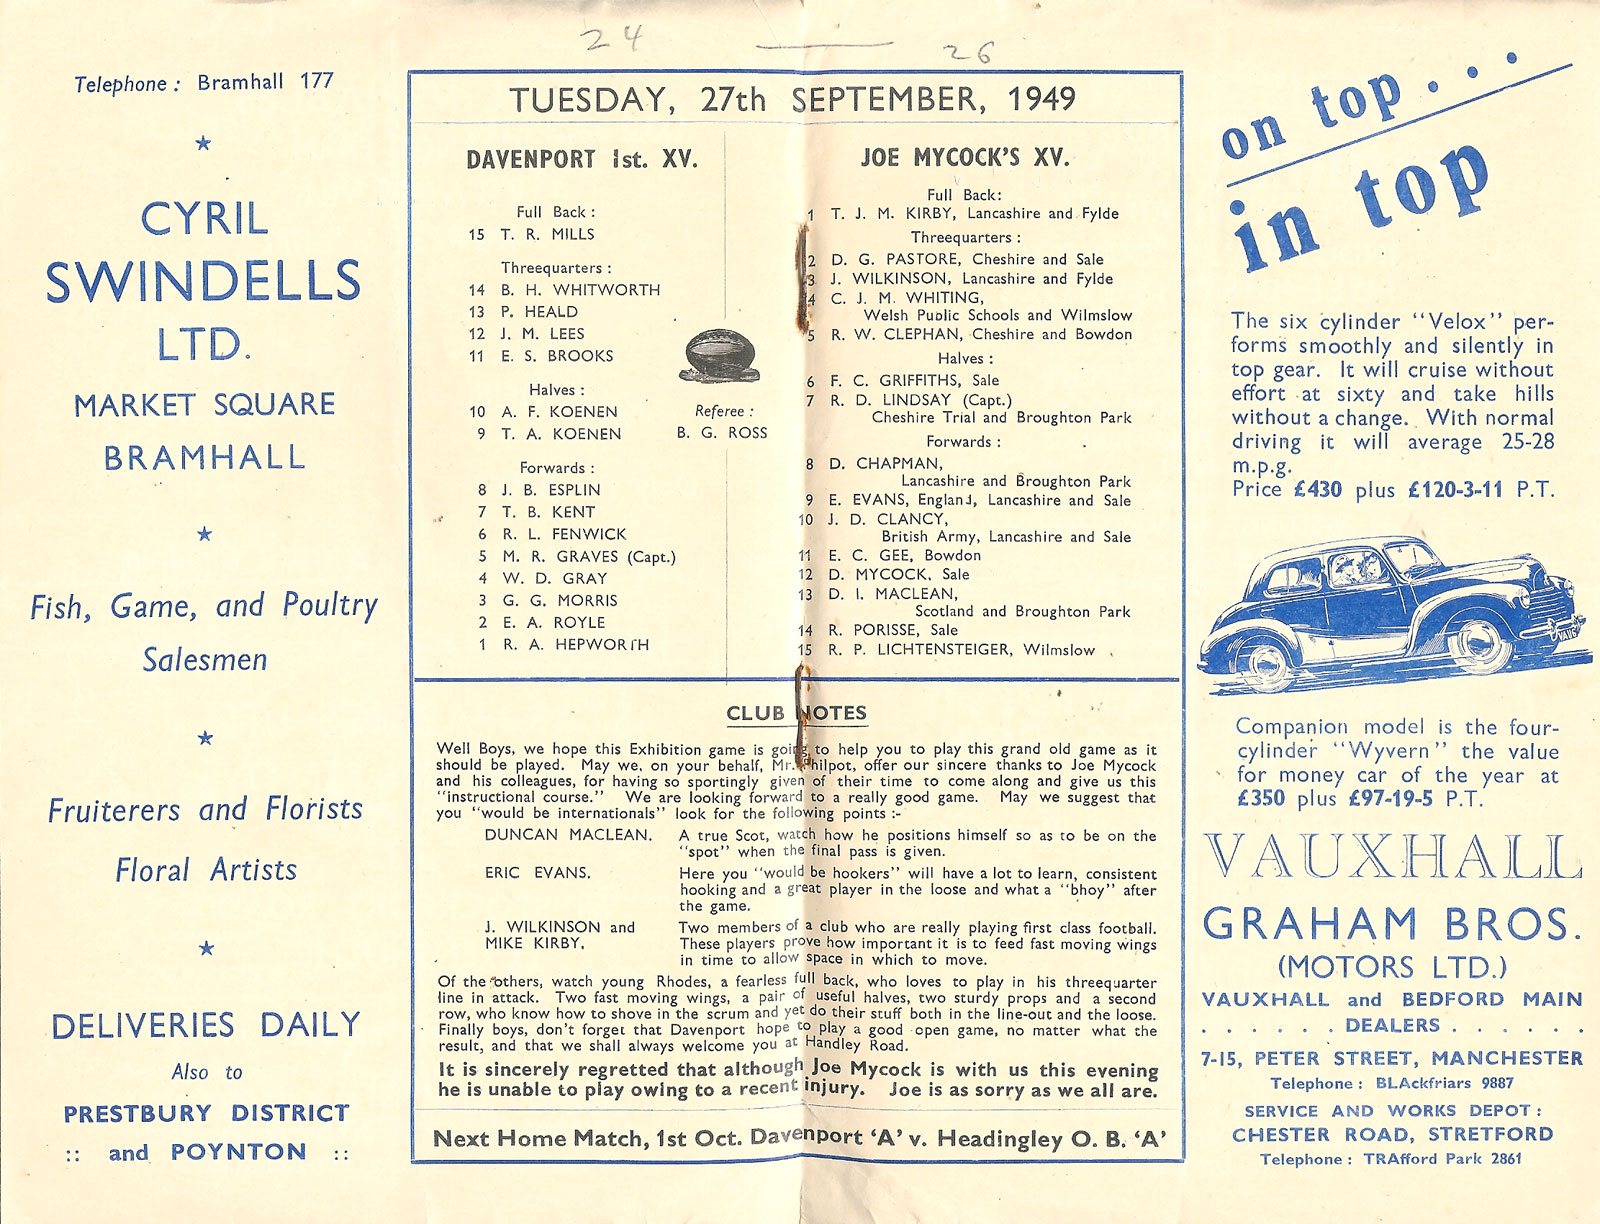 24 — 26
Telephone : Bramhall 177
CYRIL
SWINDELLS
LTD.
MARKET SQUARE
BRAMHALL
Fish, Game, and Poultry
Salesmen
Fruiterers and Florists
Floral Artists
DELIVERIES DAILY
Also to
PRESTBURY DISTRICT
:: and POYNTON ::
TUESDAY, 27th SEPTEMBER, 1949
DAVENPORT 1st. XV.
Full Back :
15 T. R. MILLS
Threequarters :
14 B. H. WHITWORTH
13 P. HEALD
12 J. M. LEES
11 E. S. BROOKS
Halves :
10 A. F. KOENEN
9 T. A. KOENEN
Forwards :
8 J. B. ESPLIN
7 T. B. KENT
6 R. L. FENWICK
5 M. R. GRAVES (Capt.)
4 W. D. GRAY
3 G. G. MORRIS
2 E. A. ROYLE
1 R. A. HEPWORTH
Referee :
B. G. ROSS
JOE MYCOCK'S XV.
Full Back:
1 T. J. M. KIRBY, Lancashire and Fylde
Threequarters :
2 D. G. PASTORE, Cheshire and Sale
3 J. WILKINSON, Lancashire and Fylde
4 C. J. M. WHITING,
Welsh Public Schools and Wilmslow
5 R. W. CLEPHAN, Cheshire and Bowdon
Halves :
6 F. C. GRIFFITHS, Sale
7 R. D. LINDSAY (Capt.)
Cheshire Trial and Broughton Park
Forwards :
8 D. CHAPMAN,
Lancashire and Broughton Park
9 E. EVANS, England, Lancashire and Sale
10 J. D. CLANCY,
British Army, Lancashire and Sale
11 E. C. GEE, Bowdon
12 D. MYCOCK, Sale
13 D. I. MACLEAN,
Scotland and Broughton Park
14 R. PORISSE, Sale
15 R. P. LICHTENSTEIGER, Wilmslow
CLUB NOTES
Well Boys, we hope this Exhibition game is going to help you to play this grand old game as it
should be played. May we, on your behalf, Mr. Philpot, offer our sincere thanks to Joe Mycock
and his colleagues, for having so sportingly given of their time to come along and give us this
"instructional course." We are looking forward to a really good game. May we suggest that
you "would be internationals" look for the following points :-
DUNCAN MACLEAN. A true Scot, watch how he positions himself so as to be on the
"spot" when the final pass is given.
ERIC EVANS. Here you "would be hookers" will have a lot to learn, consistent
hooking and a great player in the loose and what a "bhoy" after
the game.
J. WILKINSON and Two members of a club who are really playing first class football.
MIKE KIRBY. These players prove how important it is to feed fast moving wings
in time to allow space in which to move.
Of the others, watch young Rhodes, a fearless full back, who loves to play in his threequarter
line in attack. Two fast moving wings, a pair of useful halves, two sturdy props and a second
row, who know how to shove in the scrum and yet do their stuff both in the line-out and the loose.
Finally boys, don't forget that Davenport hope to play a good open game, no matter what the
result, and that we shall always welcome you at Handley Road.
It is sincerely regretted that although Joe Mycock is with us this evening
he is unable to play owing to a recent injury. Joe is as sorry as we all are.
Next Home Match, 1st Oct. Davenport 'A' v. Headingley O. B. 'A'
on top . . .
in top
The six cylinder "Velox" per-
forms smoothly and silently in
top gear. It will cruise without
effort at sixty and take hills
without a change. With normal
driving it will average 25-28
m.p.g.
Price £430 plus £120-3-11 P.T.
Companion model is the four-
cylinder "Wyvern" the value
for money car of the year at
£350 plus £97-19-5 P.T.
VAUXHALL
GRAHAM BROS.
(MOTORS LTD.)
VAUXHALL and BEDFORD MAIN
. . . . . . DEALERS . . . . . .
7-15, PETER STREET, MANCHESTER
Telephone : BLAckfriars 9887
SERVICE AND WORKS DEPOT :
CHESTER ROAD, STRETFORD
Telephone : TRAfford Park 2861